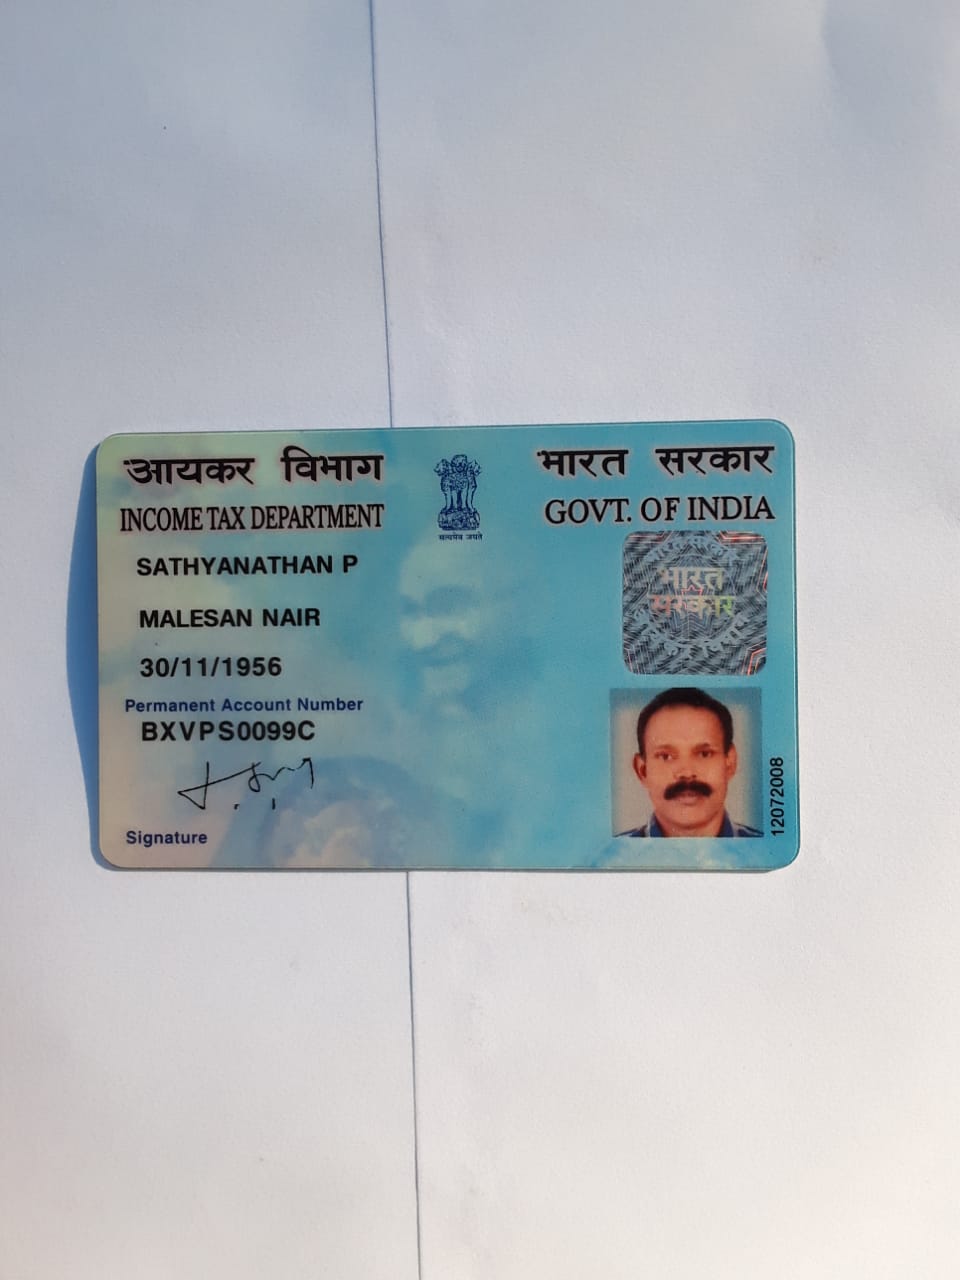 आयकर विभाग
INCOME TAX DEPARTMENT
भारत सरकार
GOVT. OF INDIA
सत्यमेव जयते
SATHYANATHAN P
MALESAN NAIR
30/11/1956
Permanent Account Number
BXVPS0099C
Signature
भारत
सरकार
12072008